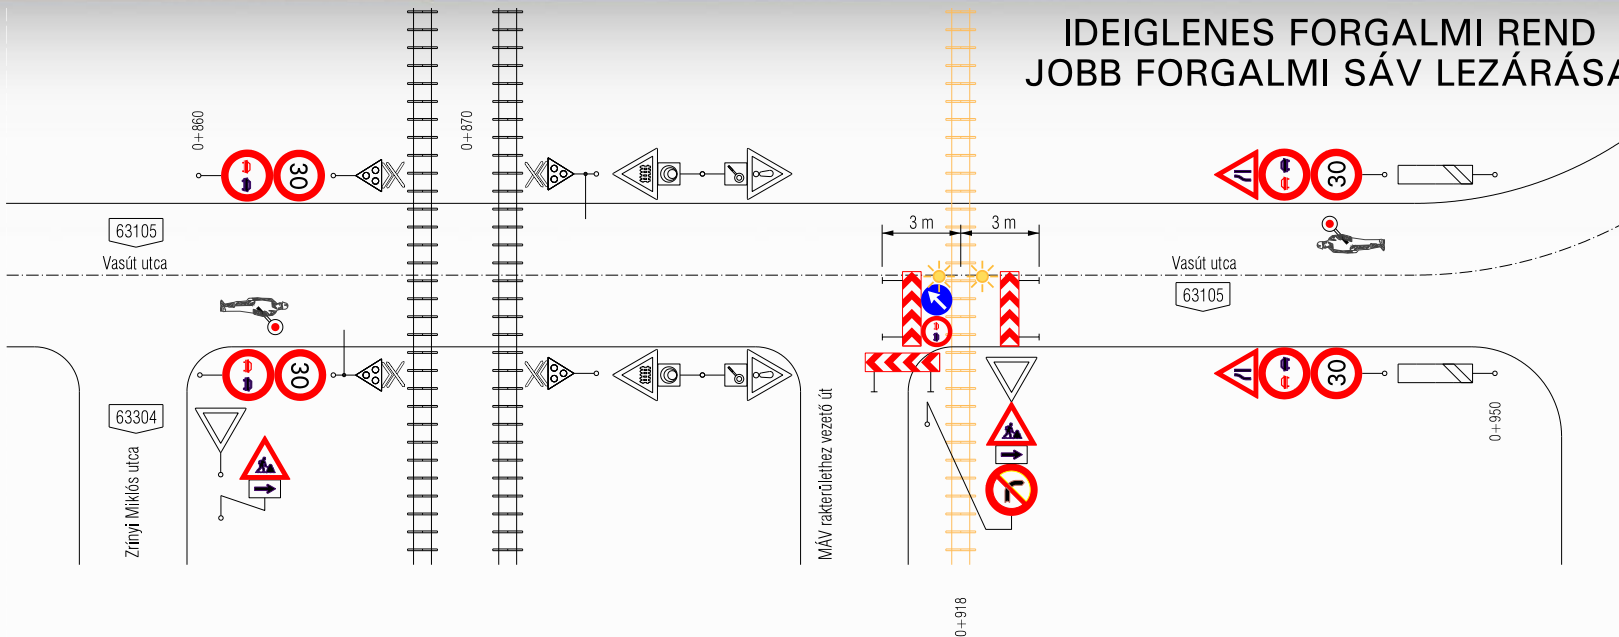 IDEIGLENES FORGALMI REND
JOBB FORGALMI SÁV LEZÁRÁSA
0+860
0+870
30
30
63105
Vasút utca
3 m
3 m
Vasút utca
63105
30
30
63304
Zrínyi Miklós utca
MÁV rakterülethez vezető út
0+950
0+918